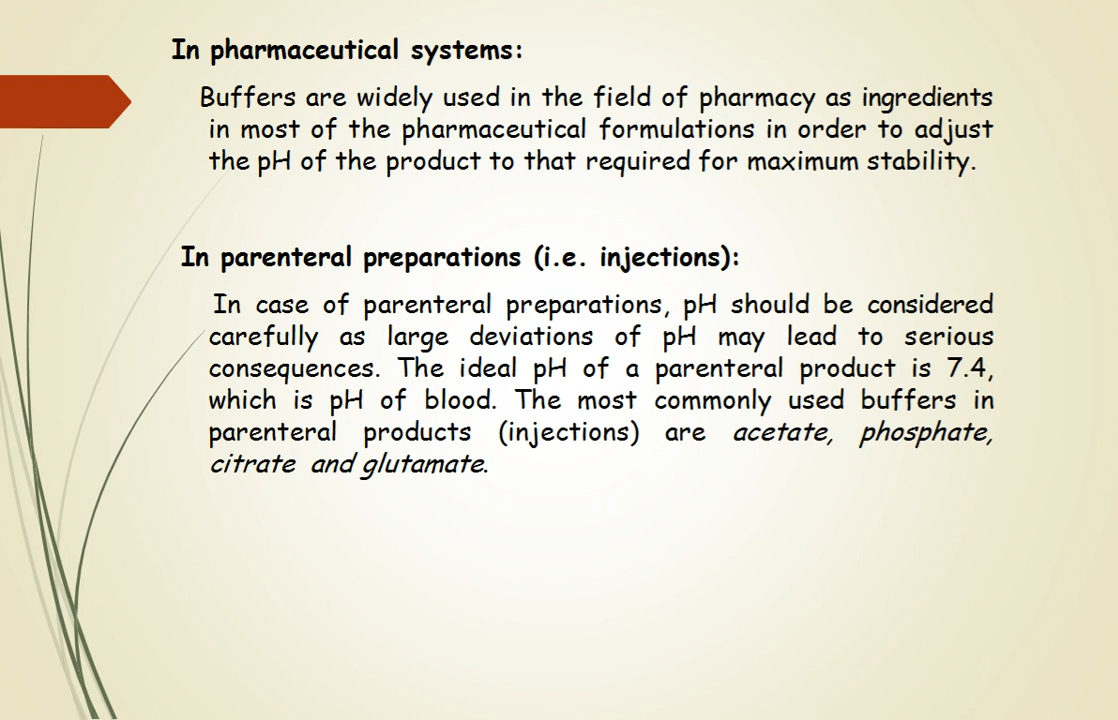 In pharmaceutical systems:
Buffers are widely used in the field of pharmacy as ingredients
in most of the pharmaceutical formulations in order to adjust
the pH of the product to that required for maximum stability.
In parenteral preparations (i.e. injections):
In case of parenteral preparations, pH should be considered
carefully as large deviations of pH may lead to serious
consequences. The ideal pH of a parenteral product is 7.4,
which is pH of blood. The most commonly used buffers in
parenteral products (injections) are acetate, phosphate,
citrate and glutamate.